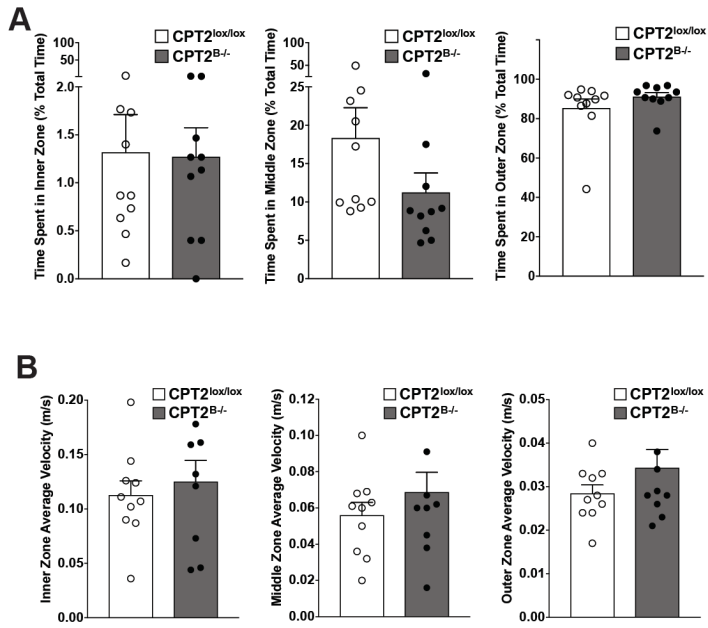 A
CPT2lox/lox
CPT2B-/-
Time Spent in Inner Zone (% Total Time)
100
50
2.0
1.5
1.0
0.5
0.0
CPT2lox/lox
CPT2B-/-
Time Spent in Middle Zone (% Total Time)
100
50
25
20
15
10
5
0
CPT2lox/lox
CPT2B-/-
Time Spent in Outer Zone (% Total Time)
100
80
60
40
20
0
B
CPT2lox/lox
CPT2B-/-
Inner Zone Average Velocity (m/s)
0.20
0.15
0.10
0.05
0.00
CPT2lox/lox
CPT2B-/-
Middle Zone Average Velocity (m/s)
0.12
0.10
0.08
0.06
0.04
0.02
0.00
CPT2lox/lox
CPT2B-/-
Outer Zone Average Velocity (m/s)
0.05
0.04
0.03
0.02
0.01
0.00